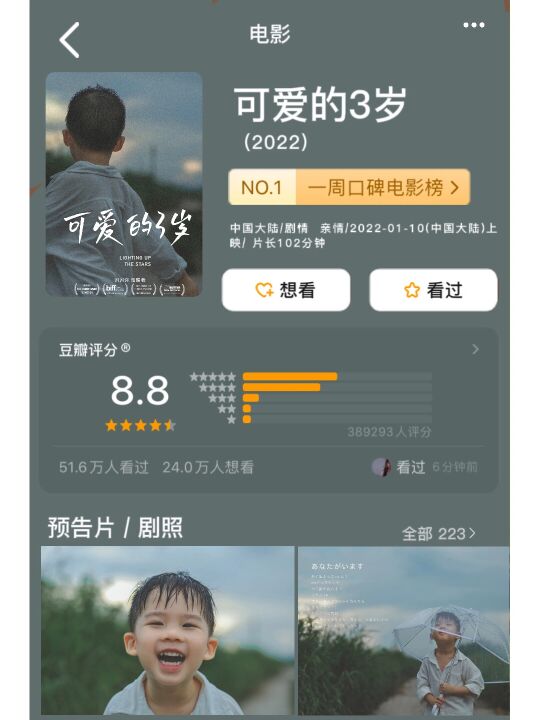 电影
可爱的3岁
(2022)
NO.1 一周口碑电影榜
中国大陆/剧情 亲情/2022-01-10(中国大陆)上
映/ 片长102分钟
想看
看过
可爱的3岁
LIGHTING UP
THE STARS
豆瓣评分®
8.8
389293人评分
51.6万人看过 24.0万人想看
看过 6分钟前
预告片 / 剧照
全部 223
あなたがいます